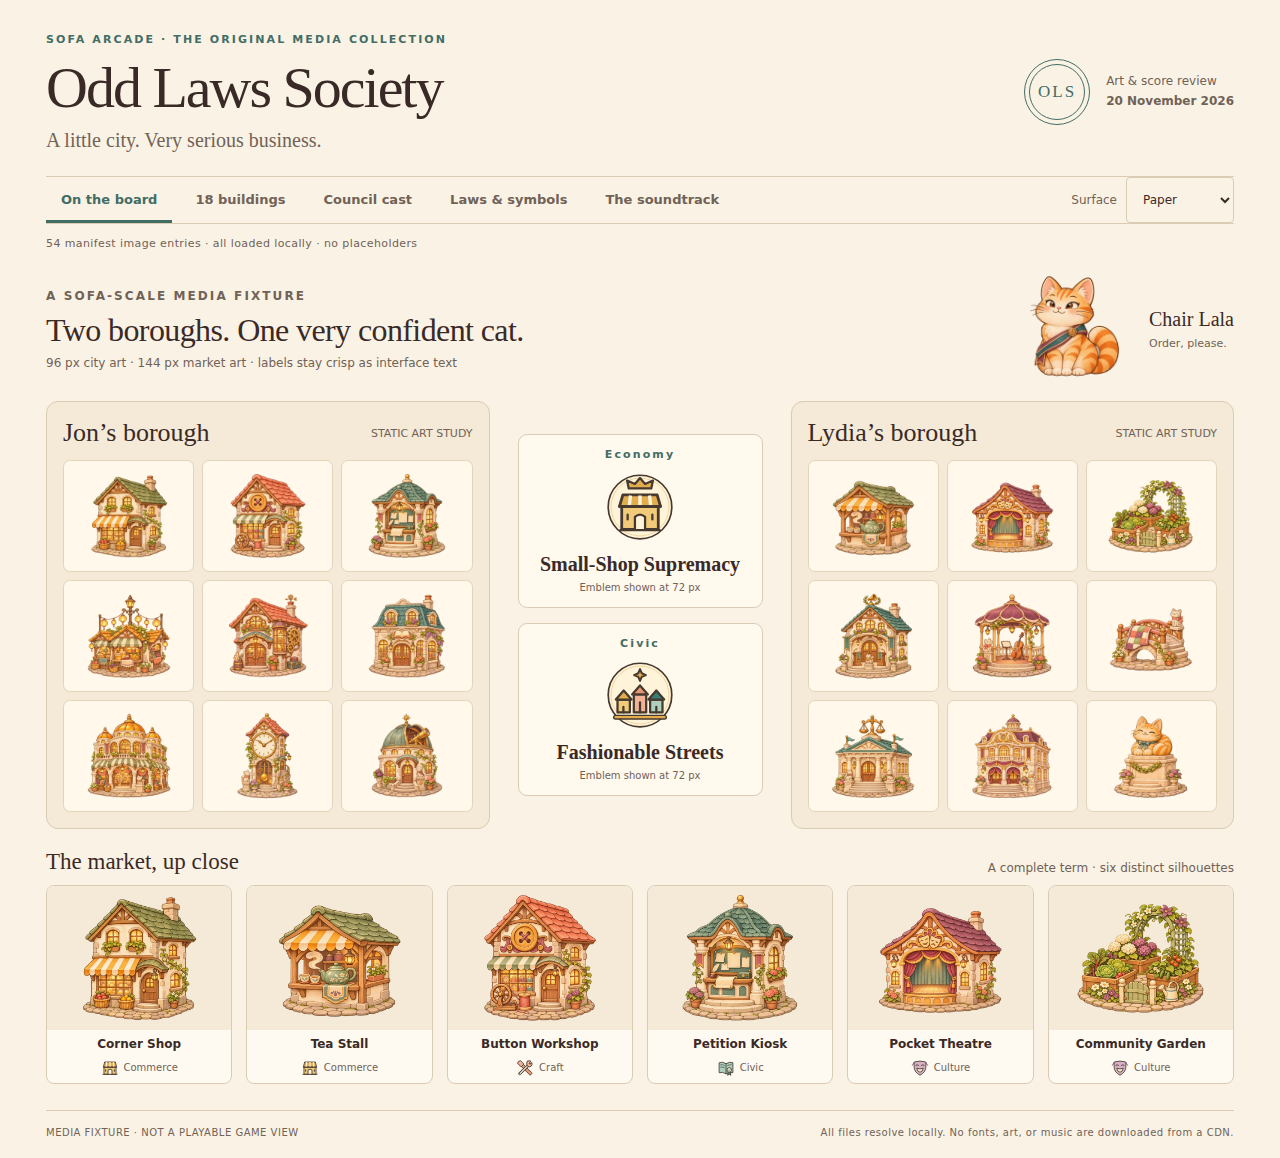 SOFA ARCADE · THE ORIGINAL MEDIA COLLECTION
Odd Laws Society
A little city. Very serious business.
OLS
Art & score review
20 November 2026
On the board
18 buildings
Council cast
Laws & symbols
The soundtrack
Surface
Paper
54 manifest image entries · all loaded locally · no placeholders
A SOFA-SCALE MEDIA FIXTURE
Two boroughs. One very confident cat.
96 px city art · 144 px market art · labels stay crisp as interface text
Chair Lala
Order, please.
Jon’s borough
STATIC ART STUDY
Economy
Small-Shop Supremacy
Emblem shown at 72 px
Civic
Fashionable Streets
Emblem shown at 72 px
Lydia’s borough
STATIC ART STUDY
The market, up close
A complete term · six distinct silhouettes
Corner Shop
Commerce
Tea Stall
Commerce
Button Workshop
Craft
Petition Kiosk
Civic
Pocket Theatre
Culture
Community Garden
Culture
MEDIA FIXTURE · NOT A PLAYABLE GAME VIEW
All files resolve locally. No fonts, art, or music are downloaded from a CDN.